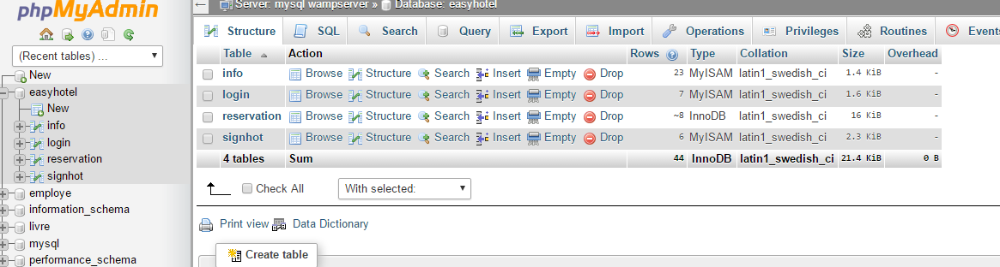 phpMyAdmin
Server: mysql wampserver » Database: easyhotel
Structure SQL Search Query Export Import Operations Privileges Routines Events
(Recent tables) ...
New
easyhotel
New
info
login
reservation
signhot
employe
information_schema
livre
mysql
performance_schema
Table Action Rows Type Collation Size Overhead
info Browse Structure Search Insert Empty Drop 23 MyISAM latin1_swedish_ci 1.4 KiB -
login Browse Structure Search Insert Empty Drop 7 MyISAM latin1_swedish_ci 1.6 KiB -
reservation Browse Structure Search Insert Empty Drop ~8 InnoDB latin1_swedish_ci 16 KiB -
signhot Browse Structure Search Insert Empty Drop 6 MyISAM latin1_swedish_ci 2.3 KiB -
4 tables Sum 44 InnoDB latin1_swedish_ci 21.4 KiB 0 B
Check All With selected:
Print view Data Dictionary
Create table